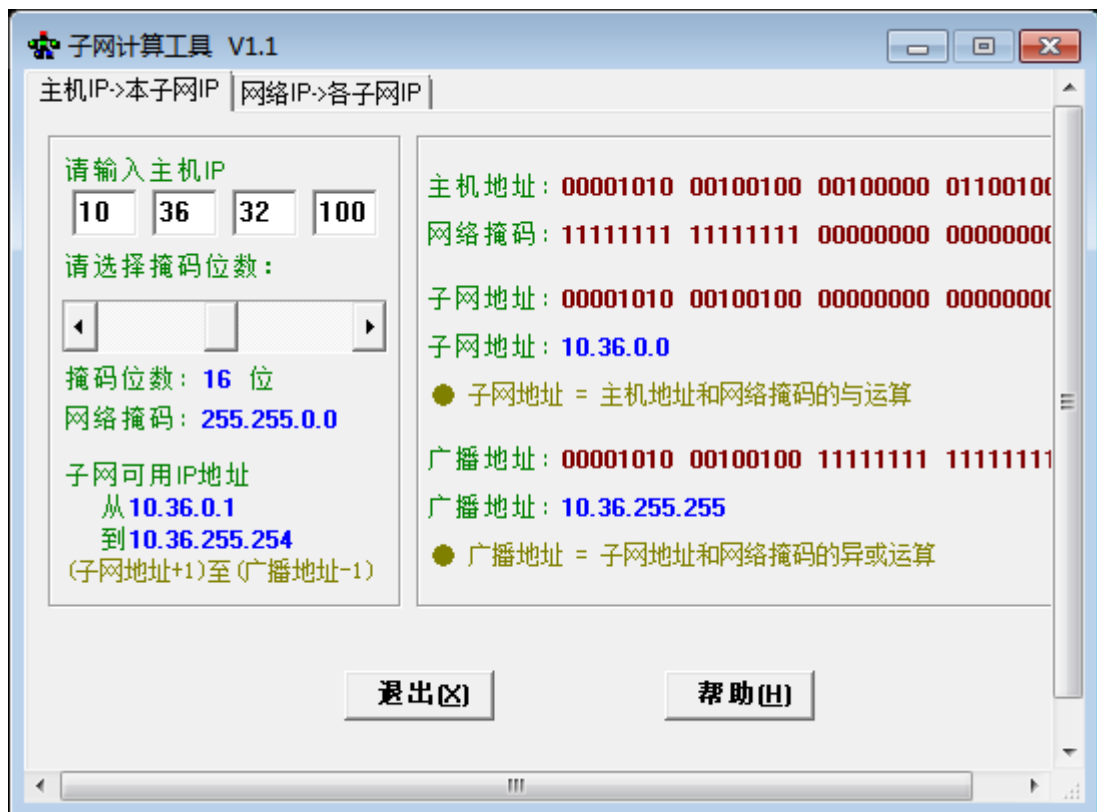 子网计算工具 V1.1
主机IP->本子网IP 网络IP->各子网IP
请输入主机IP
10 36 32 100
请选择掩码位数:
掩码位数: 16 位
网络掩码: 255.255.0.0
子网可用IP地址
从10.36.0.1
到10.36.255.254
(子网地址+1)至(广播地址-1)
主机地址: 00001010 00100100 00100000 01100100
网络掩码: 11111111 11111111 00000000 00000000
子网地址: 00001010 00100100 00000000 00000000
子网地址: 10.36.0.0
● 子网地址 = 主机地址和网络掩码的与运算
广播地址: 00001010 00100100 11111111 11111111
广播地址: 10.36.255.255
● 广播地址 = 子网地址和网络掩码的异或运算
退出(X) 帮助(H)